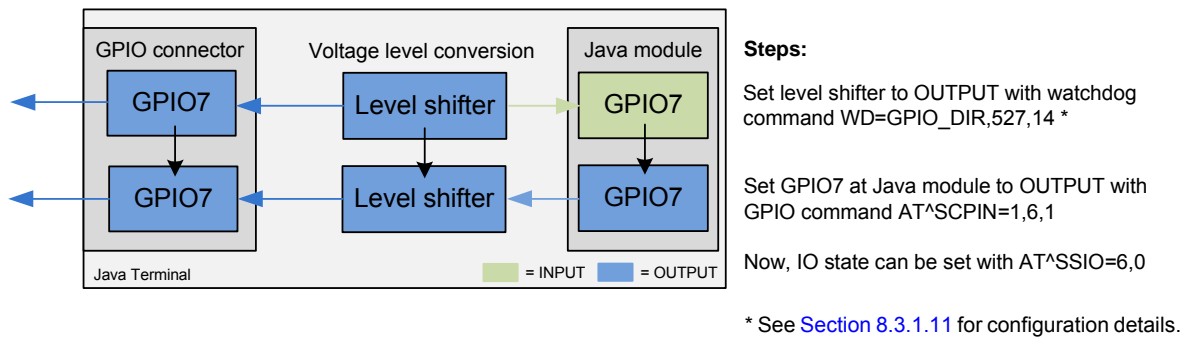 GPIO connector
Voltage level conversion
Java module
GPIO7
Level shifter
GPIO7
GPIO7
Level shifter
GPIO7
Java Terminal
= INPUT
= OUTPUT
Steps:
Set level shifter to OUTPUT with watchdog
command WD=GPIO_DIR,527,14 *
Set GPIO7 at Java module to OUTPUT with
GPIO command AT^SCPIN=1,6,1
Now, IO state can be set with AT^SSIO=6,0
* See Section 8.3.1.11 for configuration details.